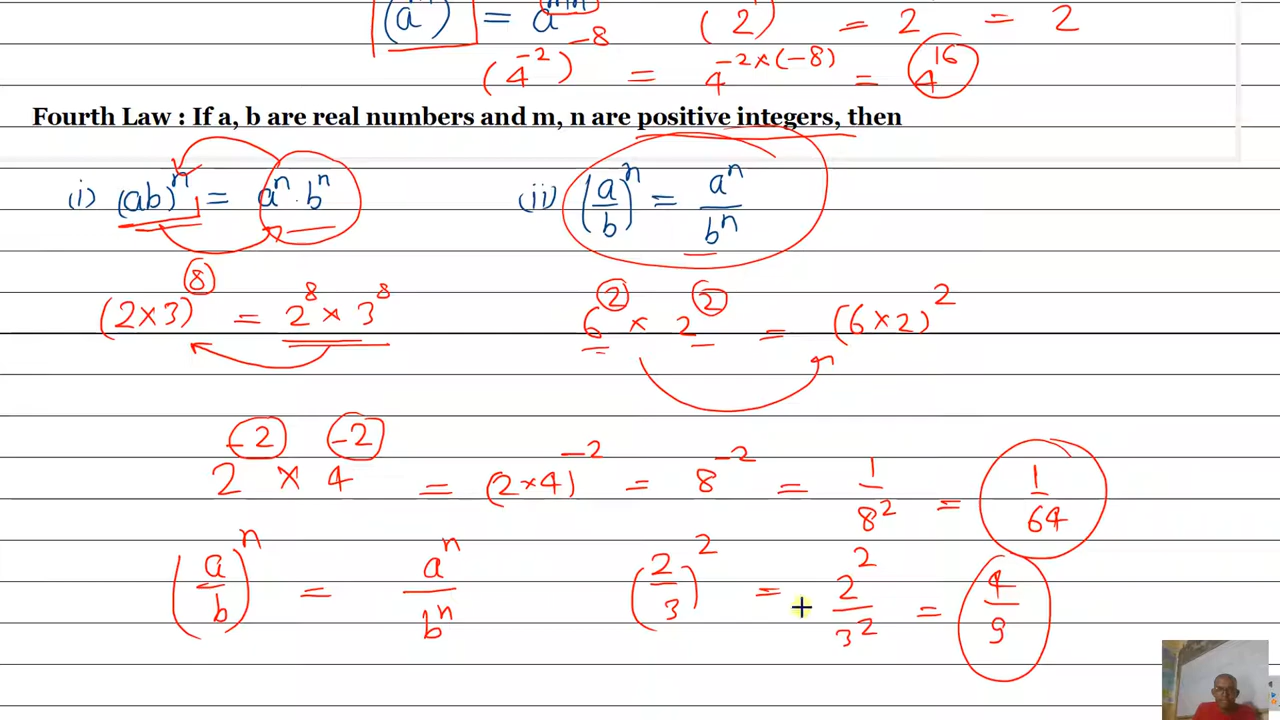 (a^m)^n = a^mn = 2 = 2
(4^-2)^-8 = 4^-2×(-8) = 4^16
Fourth Law : If a, b are real numbers and m, n are positive integers, then
(i) (ab)^n = a^n . b^n (ii) (a/b)^n = a^n/b^n
(2×3)^8 = 2^8 × 3^8 6^2 × 2^2 = (6×2)^2
2^-2 × 4^-2 = (2×4)^-2 = 8^-2 = 1/8^2 = 1/64
(a/b)^n = a^n/b^n (2/3)^2 = 2^2/3^2 = 4/9